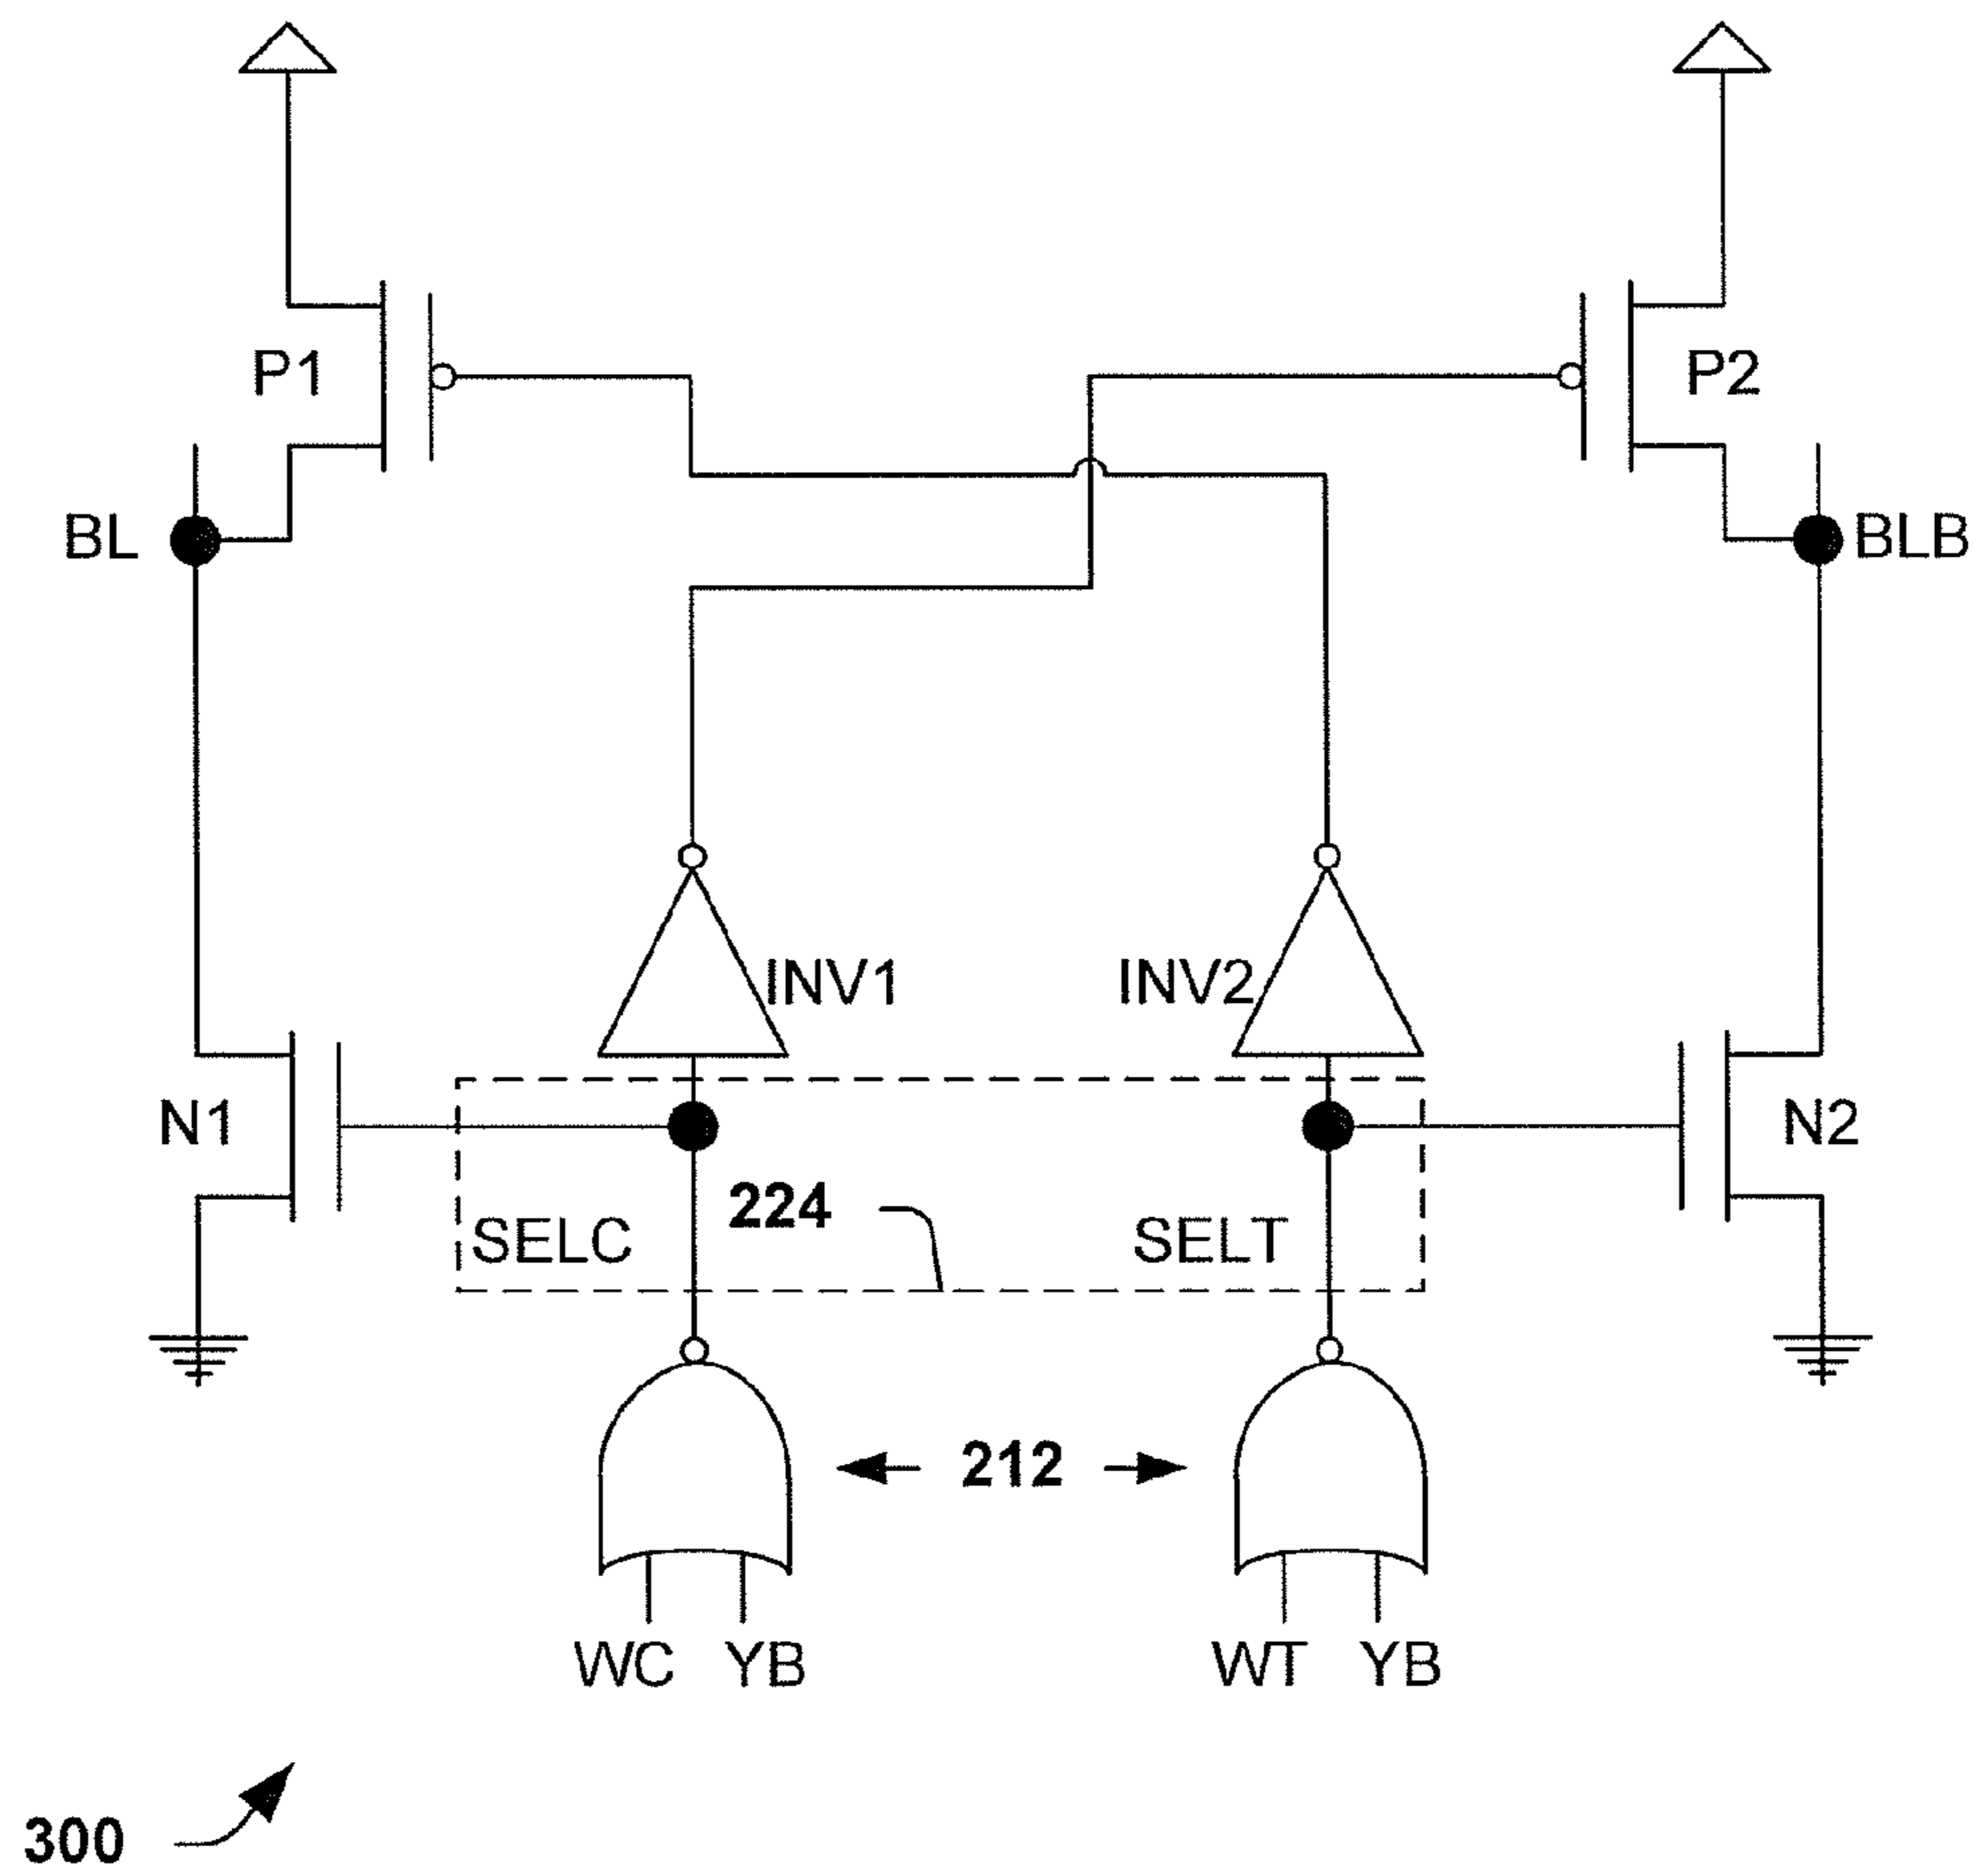 P1
P2
BL
BLB
INV1
INV2
N1
N2
224
SELC
SELT
212
WC YB
WT YB
300